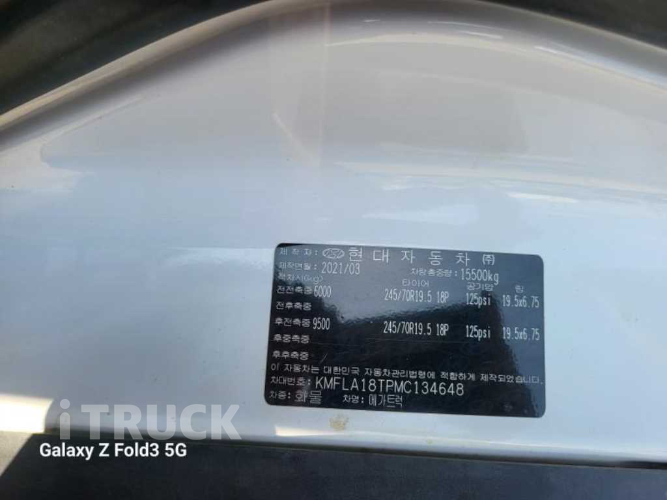 제작자: 현대자동차㈜
제작년월: 2021/03 차량총중량: 15500kg
타이어 공기압 림
전전축중 6000 245/70R19.5 18P 125psi 19.5x6.75
전후축중
후전축중 9500 245/70R19.5 18P 125psi 19.5x6.75
후중축중
후후축중
이 자동차는 대한민국 자동차관리법령에 적합하게 제작되었습니다.
차대번호: KMFLA18TPMC134648
차종: 화물 차명: 메가트럭
iTRUCK
Galaxy Z Fold3 5G